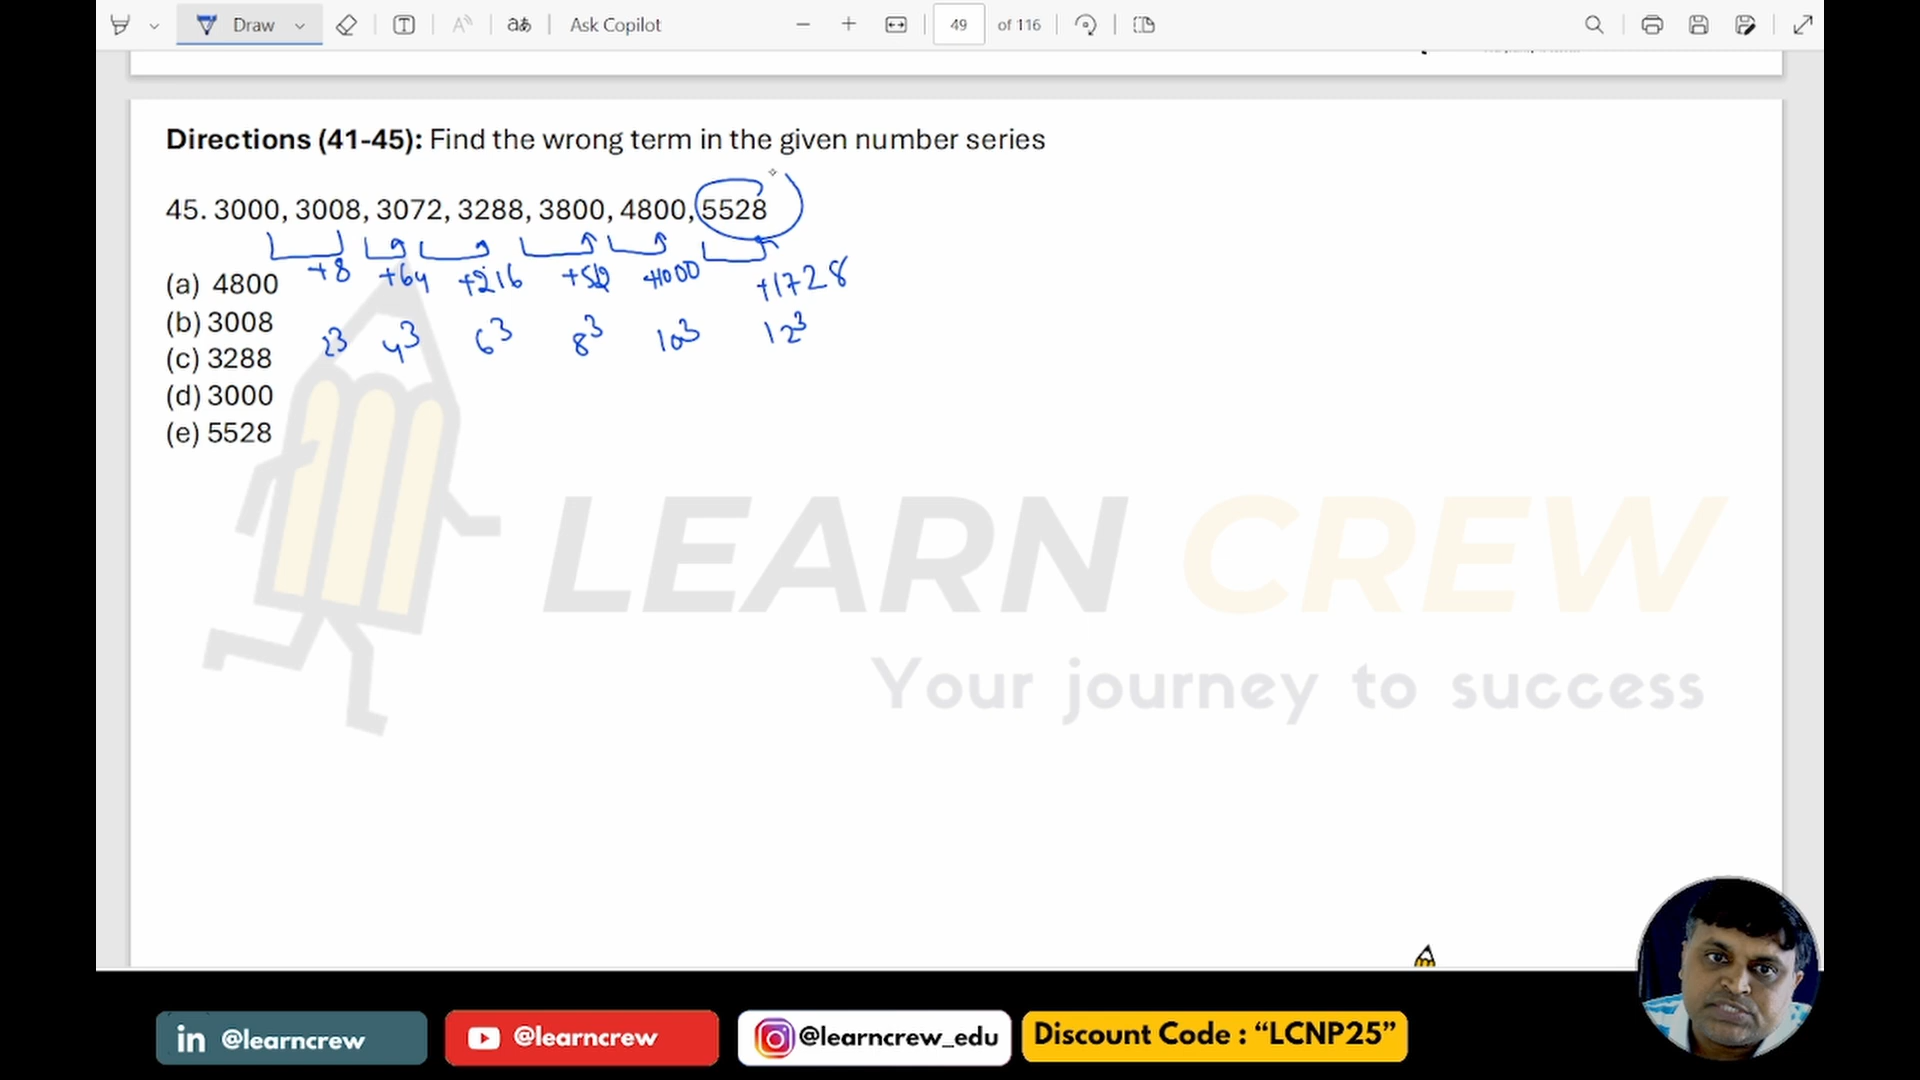 Draw
Ask Copilot
49 of 116
Directions (41-45): Find the wrong term in the given number series
45. 3000, 3008, 3072, 3288, 3800, 4800, 5528
+8 +64 +216 +512 +1000 +1728
2³ 4³ 6³ 8³ 10³ 12³
(a) 4800
(b) 3008
(c) 3288
(d) 3000
(e) 5528
LEARN CREW
Your journey to success
in @learncrew
@learncrew
@learncrew_edu
Discount Code : “LCNP25”